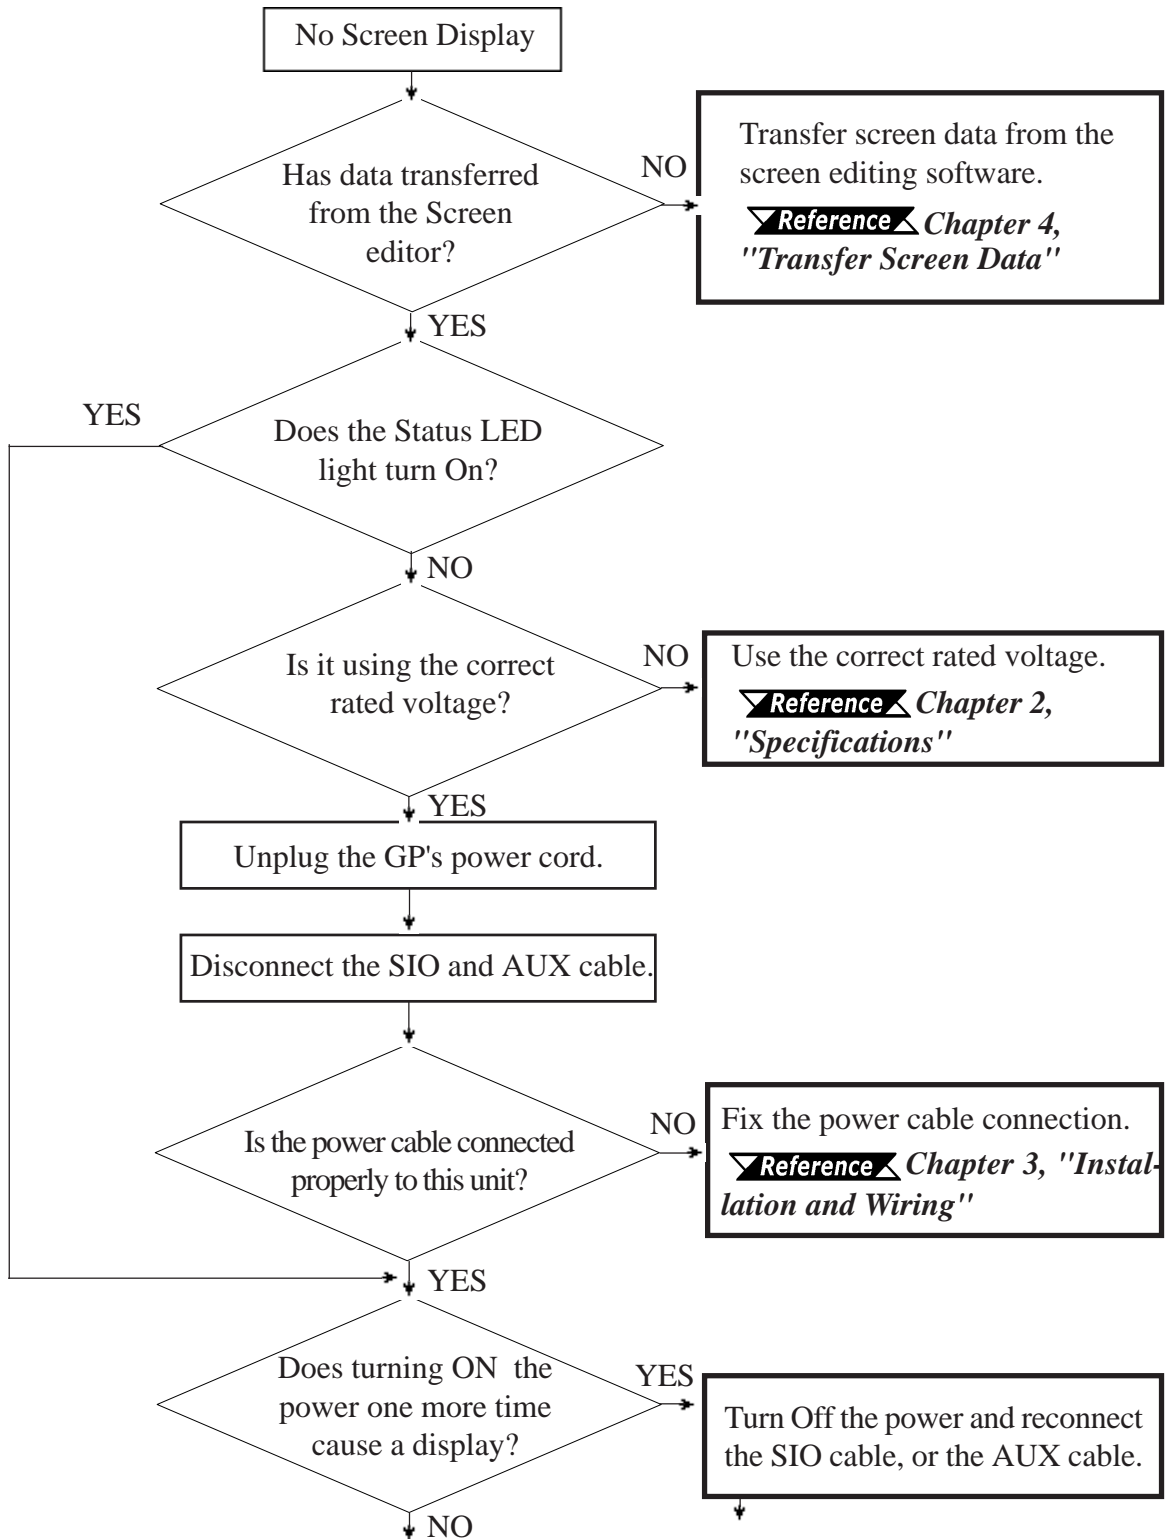 No Screen Display
Has data transferred
from the Screen
editor?
NO
Transfer screen data from the
screen editing software.
Reference Chapter 4,
"Transfer Screen Data"
YES
YES
Does the Status LED
light turn On?
NO
Is it using the correct
rated voltage?
NO
Use the correct rated voltage.
Reference Chapter 2,
"Specifications"
YES
Unplug the GP's power cord.
Disconnect the SIO and AUX cable.
Is the power cable connected
properly to this unit?
NO
Fix the power cable connection.
Reference Chapter 3, "Instal-
lation and Wiring"
YES
Does turning ON the
power one more time
cause a display?
YES
Turn Off the power and reconnect
the SIO cable, or the AUX cable.
NO